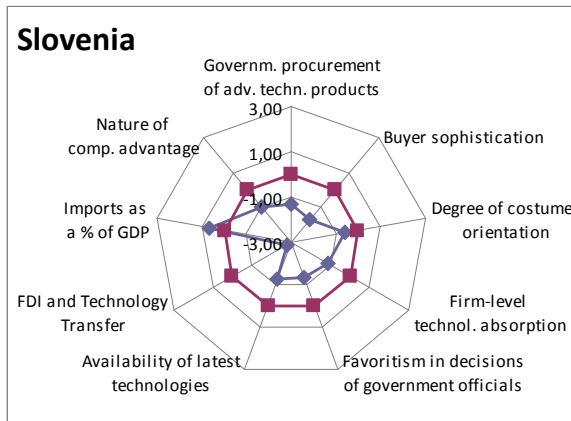 Slovenia
Governm. procurement
of adv. techn. products
3,00
Nature of
comp. advantage
Buyer sophistication
1,00
Imports as
a % of GDP
-1,00
Degree of costume
orientation
-3,00
FDI and Technology
Transfer
Firm-level
technol. absorption
Availability of latest
technologies
Favoritism in decisions
of government officials